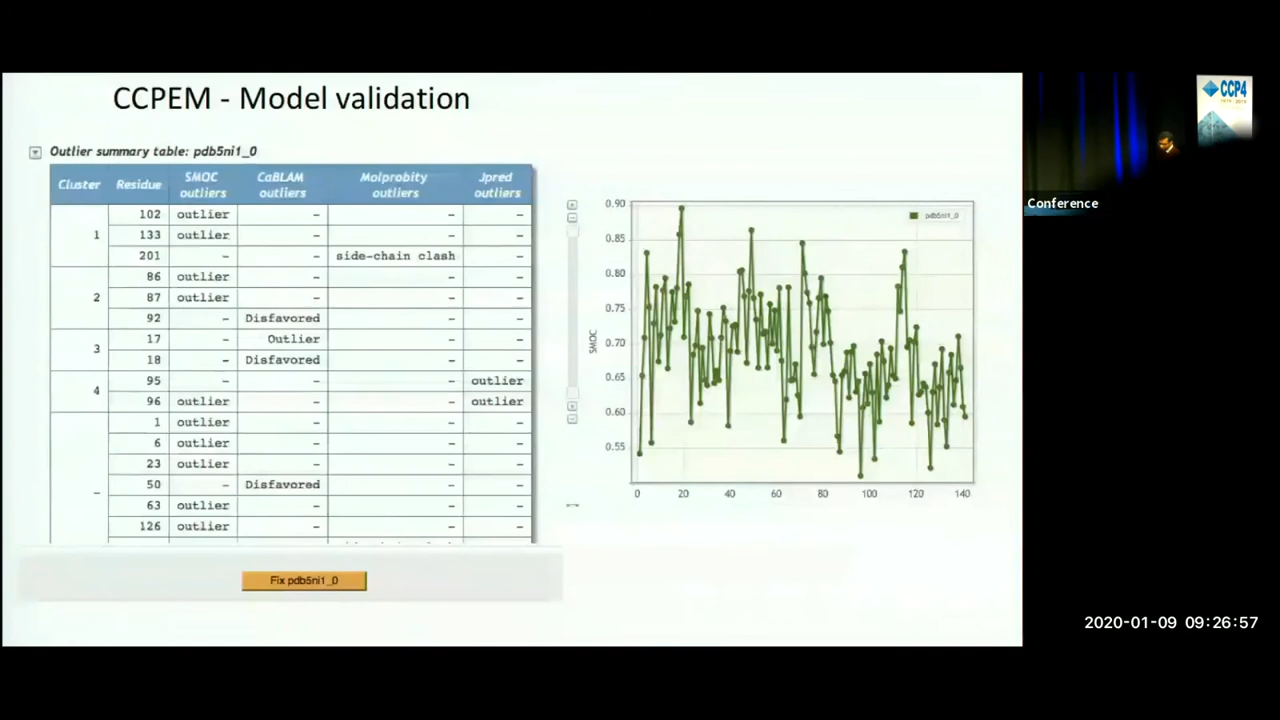 CCPEM - Model validation
Outlier summary table: pdb5ni1_0
Cluster Residue SMOC outliers CaBLAM outliers Molprobity outliers Jpred outliers
102 outlier - - -
1 133 outlier - - -
201 - - side-chain clash -
86 outlier - - -
2 87 outlier - - -
92 - Disfavored - -
3 17 - Outlier - -
18 - Disfavored - -
4 95 - - - outlier
96 outlier - - outlier
1 outlier - - -
6 outlier - - -
23 outlier - - -
- 50 - Disfavored - -
63 outlier - - -
126 outlier - - -
Fix pdb5ni1_0
0.90
0.85
0.80
0.75
0.70
0.65
0.60
0.55
SMOC
pdb5ni1_0
0 20 40 60 80 100 120 140
CCP4
Conference
2020-01-09 09:26:57